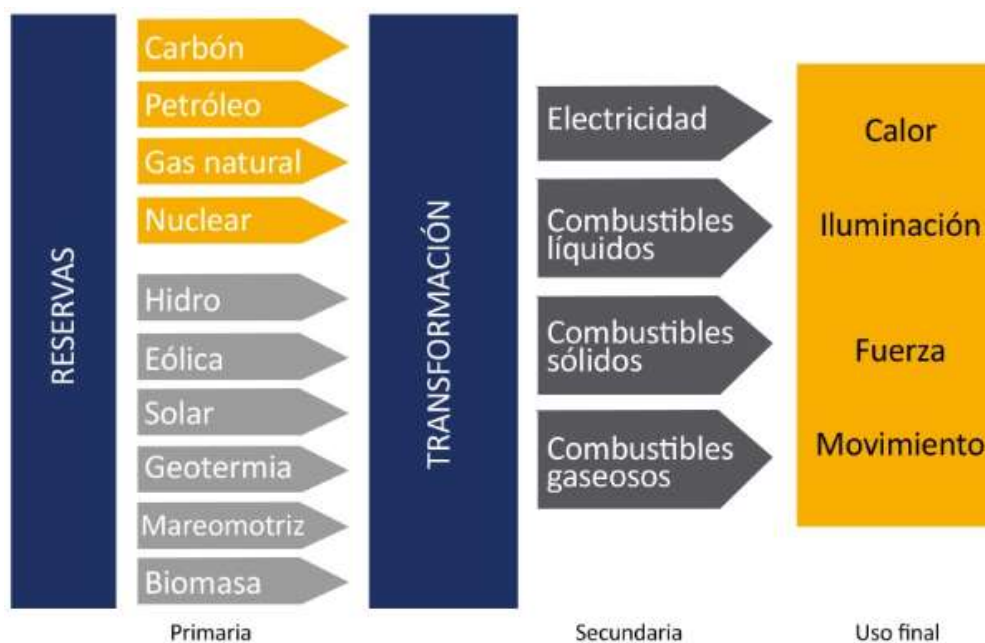 RESERVAS
Carbón
Petróleo
Gas natural
Nuclear
Hidro
Eólica
Solar
Geotermia
Mareomotriz
Biomasa
TRANSFORMACIÓN
Electricidad
Combustibles
líquidos
Combustibles
sólidos
Combustibles
gaseosos
Calor
Iluminación
Fuerza
Movimiento
Primaria
Secundaria
Uso final